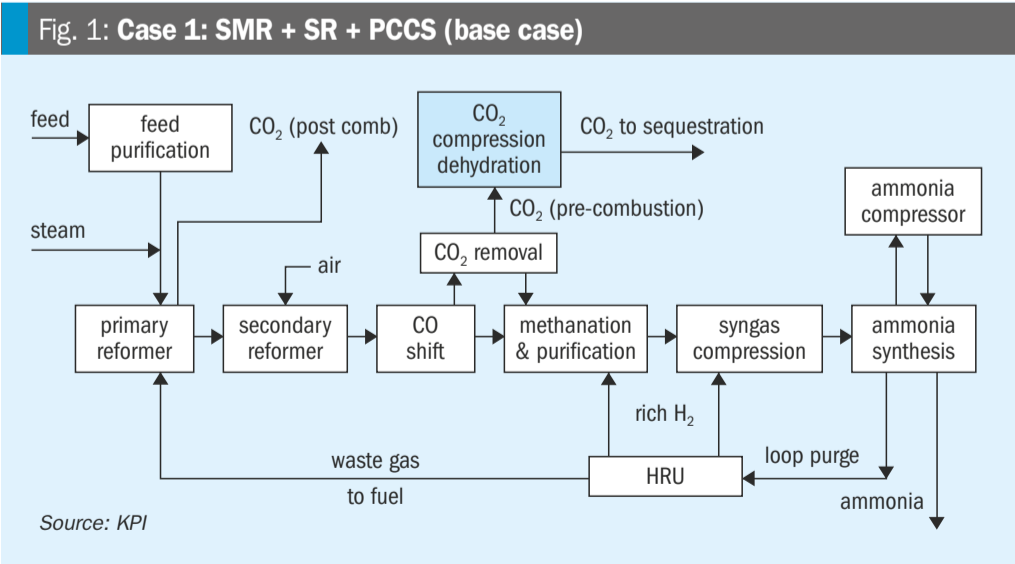 Fig. 1: Case 1: SMR + SR + PCCS (base case)
feed
feed
purification
CO₂ (post comb)
CO₂
compression
dehydration
CO₂ to sequestration
ammonia
compressor
steam
CO₂ (pre-combustion)
CO₂ removal
air
primary
reformer
secondary
reformer
CO
shift
methanation
& purification
syngas
compression
ammonia
synthesis
rich H₂
waste gas
to fuel
HRU
loop purge
ammonia
Source: KPI